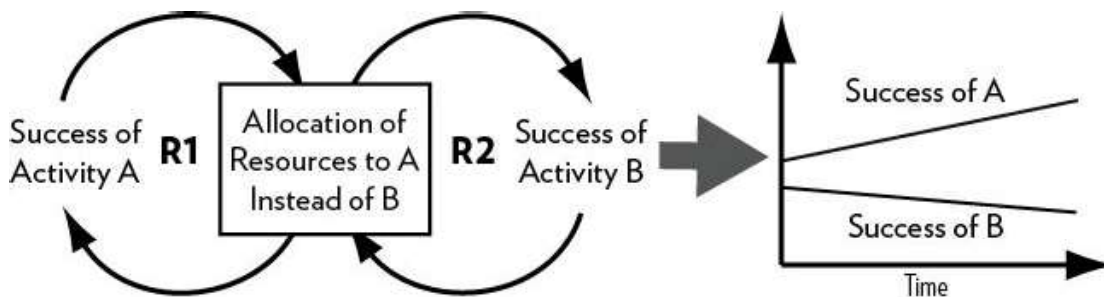 Success of
Activity A
R1
Allocation of
Resources to A
Instead of B
R2
Success of
Activity B
Success of A
Success of B
Time